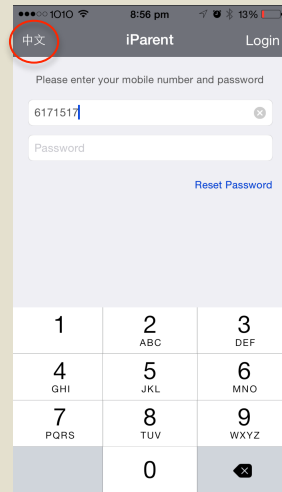 1010 8:56 pm 13%
中文 iParent Login
Please enter your mobile number and password
6171517
Password
Reset Password
1 2 3
ABC DEF
4 5 6
GHI JKL MNO
7 8 9
PQRS TUV WXYZ
0